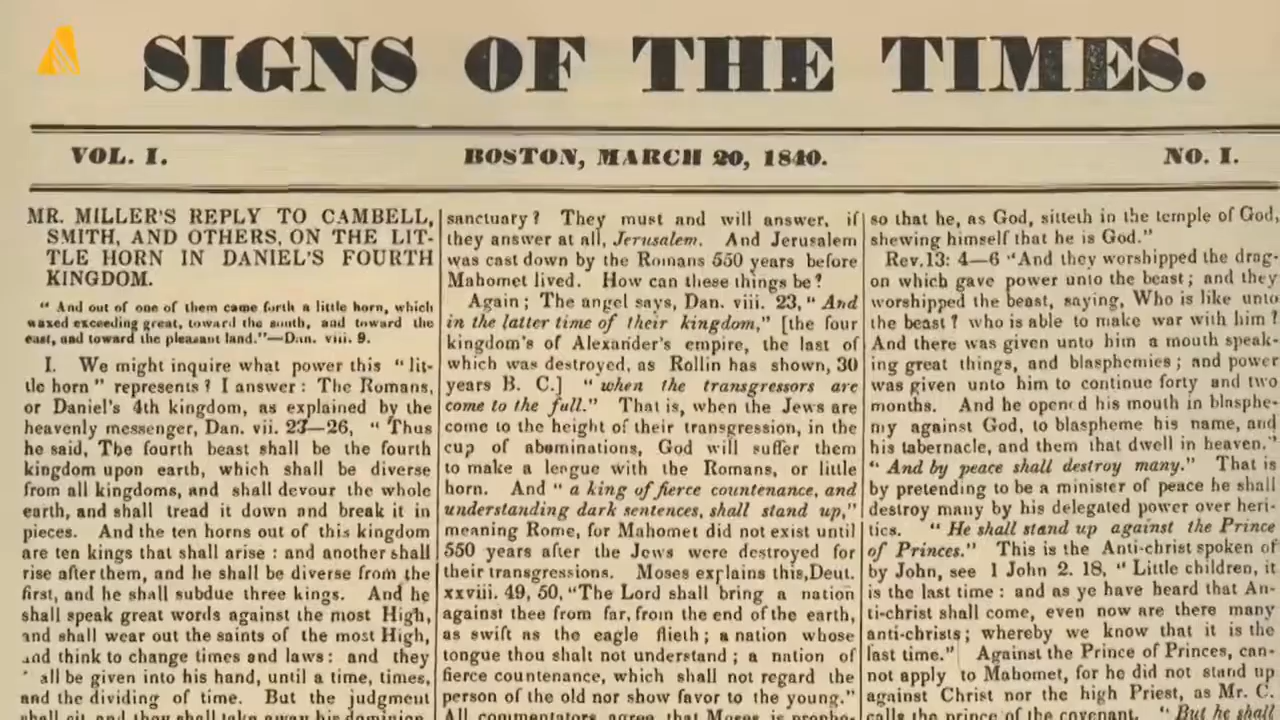 SIGNS OF THE TIMES.
VOL. I.
BOSTON, MARCH 20, 1840.
NO. I.
MR. MILLER'S REPLY TO CAMBELL,
SMITH, AND OTHERS, ON THE LIT-
TLE HORN IN DANIEL'S FOURTH
KINGDOM.
" And out of one of them came forth a little horn, which
waxed exceeding great, toward the south, and toward the
east, and toward the pleasant land."—Dan. viii. 9.
I. We might inquire what power this " lit-
tle horn " represents ? I answer : The Romans,
or Daniel's 4th kingdom, as explained by the
heavenly messenger, Dan. vii. 23—26, " Thus
he said, The fourth beast shall be the fourth
kingdom upon earth, which shall be diverse
from all kingdoms, and shall devour the whole
earth, and shall tread it down and break it in
pieces. And the ten horns out of this kingdom
are ten kings that shall arise : and another shall
rise after them, and he shall be diverse from the
first, and he shall subdue three kings. And he
shall speak great words against the most High,
and shall wear out the saints of the most High,
and think to change times and laws : and they
all be given into his hand, until a time, times,
and the dividing of time. But the judgment
shall sit, and they shall take away his dominion
sanctuary ? They must and will answer, if
they answer at all, Jerusalem. And Jerusalem
was cast down by the Romans 550 years before
Mahomet lived. How can these things be ?
Again ; The angel says, Dan. viii. 23, " And
in the latter time of their kingdom," [the four
kingdom's of Alexander's empire, the last of
which was destroyed, as Rollin has shown, 30
years B. C.] " when the transgressors are
come to the full." That is, when the Jews are
come to the height of their transgression, in the
cup of abominations, God will suffer them
to make a league with the Romans, or little
horn. And " a king of fierce countenance, and
understanding dark sentences, shall stand up,"
meaning Rome, for Mahomet did not exist until
550 years after the Jews were destroyed for
their transgressions. Moses explains this, Deut.
xxviii. 49, 50, "The Lord shall bring a nation
against thee from far, from the end of the earth,
as swift as the eagle flieth ; a nation whose
tongue thou shalt not understand ; a nation of
fierce countenance, which shall not regard the
person of the old nor show favor to the young."
All commentators agree, that Moses is prophe-
so that he, as God, sitteth in the temple of God,
shewing himself that he is God."
Rev. 13: 4—6 "And they worshipped the drag-
on which gave power unto the beast ; and they
worshipped the beast, saying, Who is like unto
the beast ? who is able to make war with him ?
And there was given unto him a mouth speak-
ing great things, and blasphemies ; and power
was given unto him to continue forty and two
months. And he opened his mouth in blasphe-
my against God, to blaspheme his name, and
his tabernacle, and them that dwell in heaven."
" And by peace shall destroy many." That is
by pretending to be a minister of peace he shall
destroy many by his delegated power over heri-
tics. " He shall stand up against the Prince
of Princes." This is the Anti-christ spoken of
by John, see 1 John 2. 18, " Little children, it
is the last time : and as ye have heard that An-
ti-christ shall come, even now are there many
anti-christs ; whereby we know that it is the
last time." Against the Prince of Princes, can-
not apply to Mahomet, for he did not stand up
against Christ nor the high Priest, as Mr. C.
calls the prince of the covenant. " But he shall